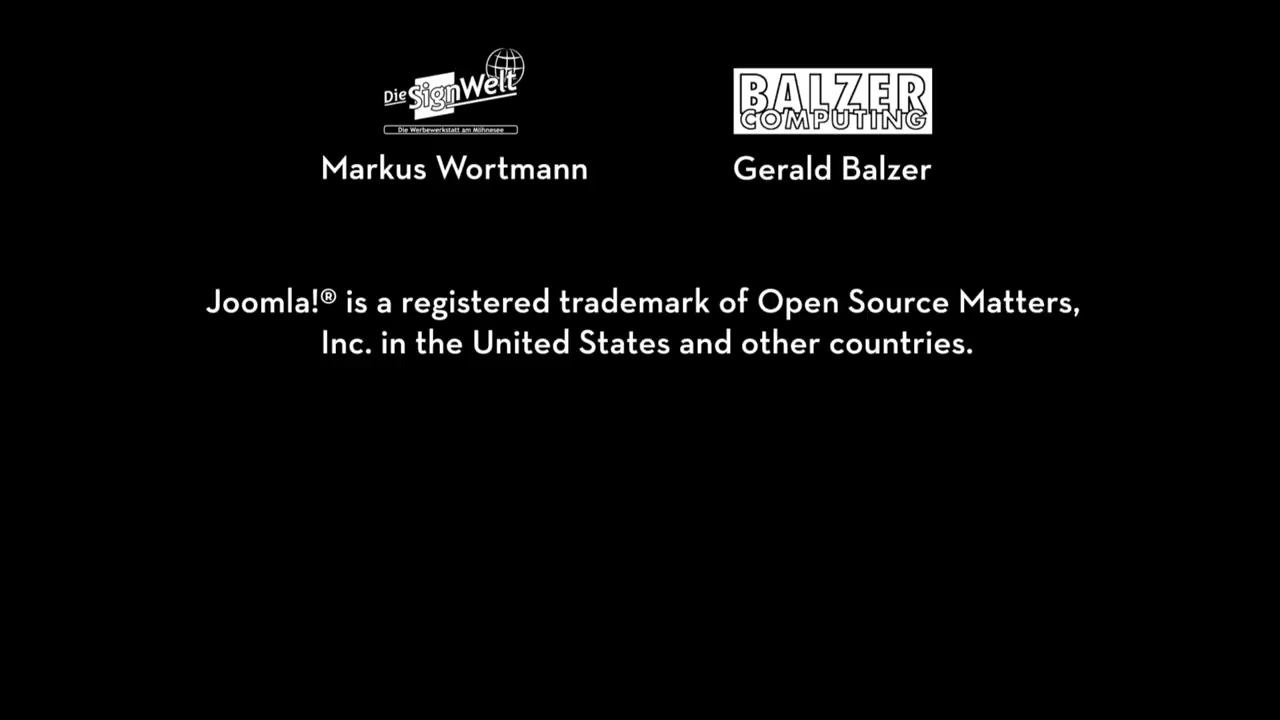 Die SignWelt
Die Werbewerkstatt am Möhnesee
BALZER
COMPUTING
Markus Wortmann
Gerald Balzer
Joomla!® is a registered trademark of Open Source Matters,
Inc. in the United States and other countries.